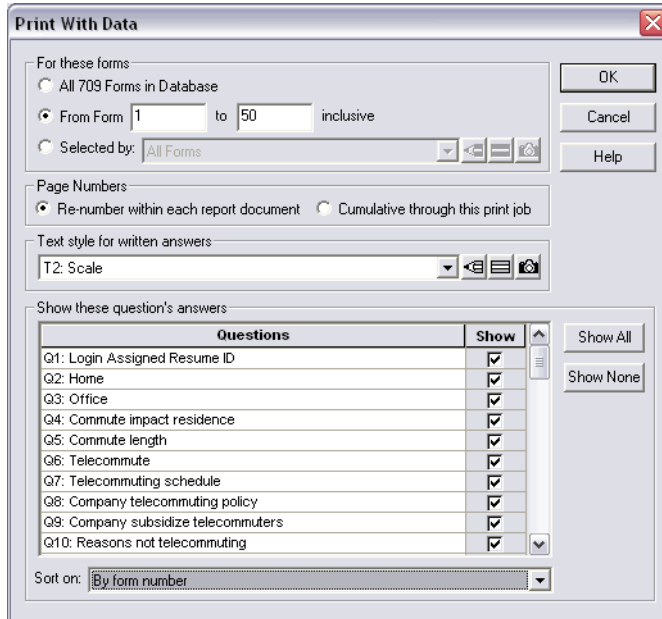 Print With Data
For these forms
All 709 Forms in Database
From Form 1 to 50 inclusive
Selected by: All Forms
OK
Cancel
Help
Page Numbers
Re-number within each report document Cumulative through this print job
Text style for written answers
T2: Scale
Show these question's answers
Questions Show
Q1: Login Assigned Resume ID
Q2: Home
Q3: Office
Q4: Commute impact residence
Q5: Commute length
Q6: Telecommute
Q7: Telecommuting schedule
Q8: Company telecommuting policy
Q9: Company subsidize telecommuters
Q10: Reasons not telecommuting
Show All
Show None
Sort on: By form number